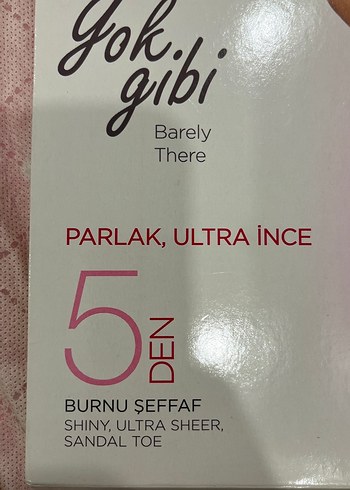 Yok
gibi
Barely
There
PARLAK, ULTRA İNCE
5
DEN
BURNU ŞEFFAF
SHINY, ULTRA SHEER,
SANDAL TOE